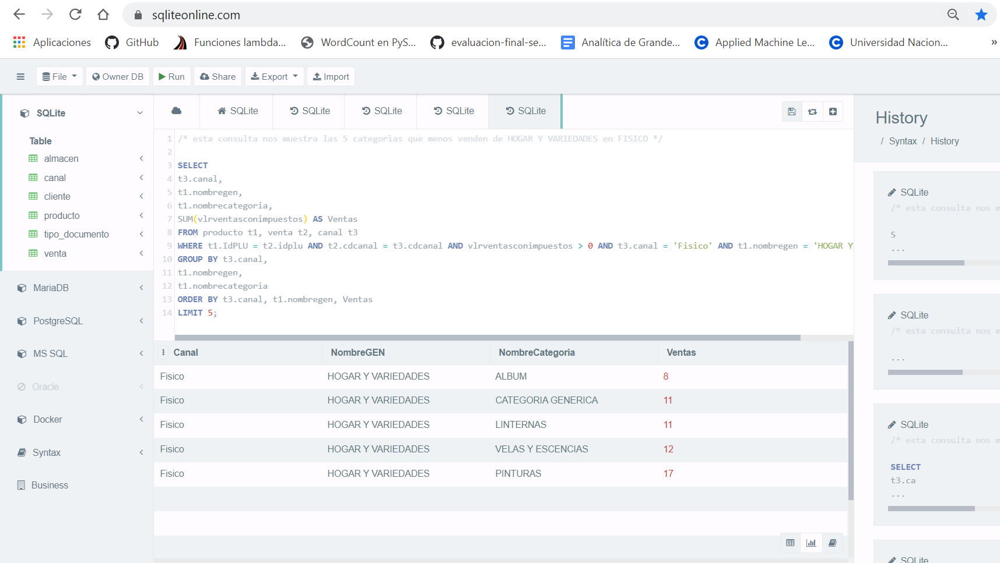 sqliteonline.com
Aplicaciones GitHub Funciones lambda... WordCount en PyS... evaluacion-final-se... Analítica de Grande... Applied Machine Le... Universidad Nacion... »
File Owner DB Run Share Export Import
SQLite
Table
almacen
canal
cliente
producto
tipo_documento
venta
MariaDB
PostgreSQL
MS SQL
Oracle
Docker
Syntax
Business
SQLite SQLite SQLite SQLite SQLite
1 /* esta consulta nos muestra las 5 categorias que menos venden de HOGAR Y VARIEDADES en FISICO */
2
3 SELECT
4 t3.canal,
5 t1.nombregen,
6 t1.nombrecategoria,
7 SUM(vlrventasconimpuestos) AS Ventas
8 FROM producto t1, venta t2, canal t3
9 WHERE t1.IdPLU = t2.idplu AND t2.cdcanal = t3.cdcanal AND vlrventasconimpuestos > 0 AND t3.canal = 'Fisico' AND t1.nombregen = 'HOGAR Y
10 GROUP BY t3.canal,
11 t1.nombregen,
12 t1.nombrecategoria
13 ORDER BY t3.canal, t1.nombregen, Ventas
14 LIMIT 5;
Canal NombreGEN NombreCategoria Ventas
Fisico HOGAR Y VARIEDADES ALBUM 8
Fisico HOGAR Y VARIEDADES CATEGORIA GENERICA 11
Fisico HOGAR Y VARIEDADES LINTERNAS 11
Fisico HOGAR Y VARIEDADES VELAS Y ESCENCIAS 12
Fisico HOGAR Y VARIEDADES PINTURAS 17
History
/ Syntax / History
SQLite
/* esta consulta nos m
S
...
SQLite
/* esta consulta nos m
...
SQLite
/* esta consulta nos m
SELECT
t3.ca
...
SQLite